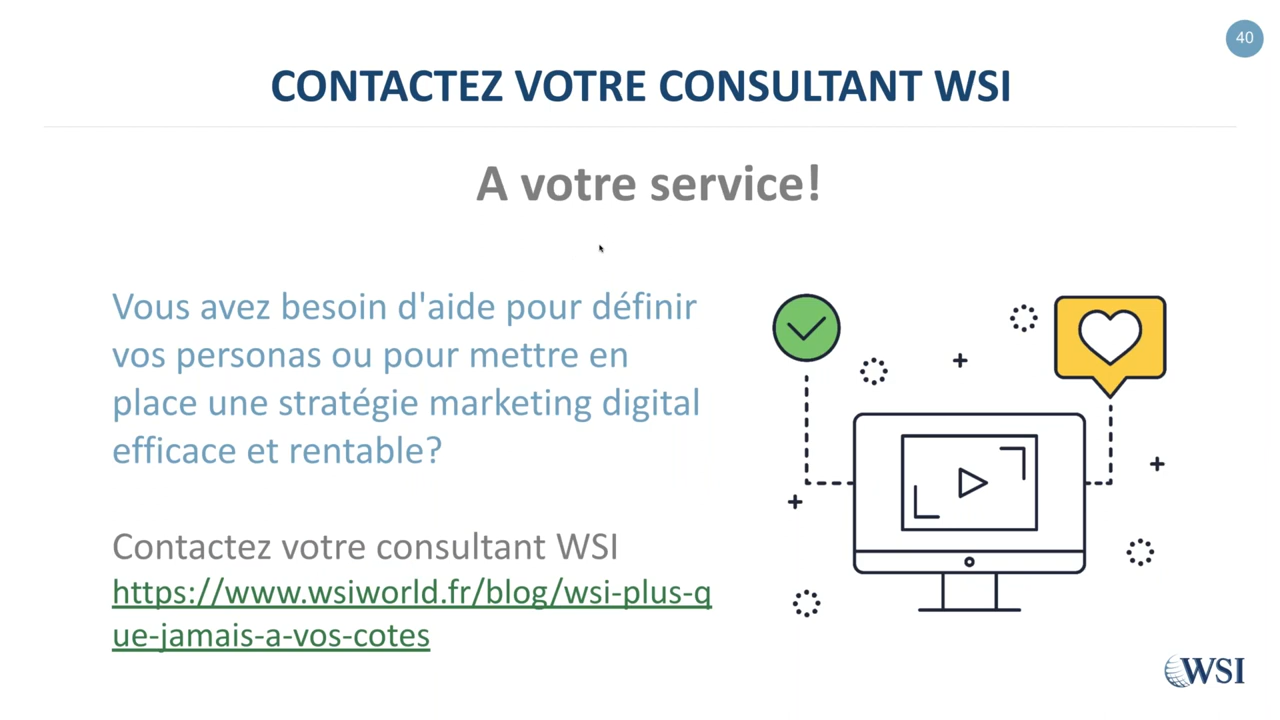 40
CONTACTEZ VOTRE CONSULTANT WSI
A votre service!
Vous avez besoin d'aide pour définir
vos personas ou pour mettre en
place une stratégie marketing digital
efficace et rentable?
Contactez votre consultant WSI
https://www.wsiworld.fr/blog/wsi-plus-q
ue-jamais-a-vos-cotes
WSI